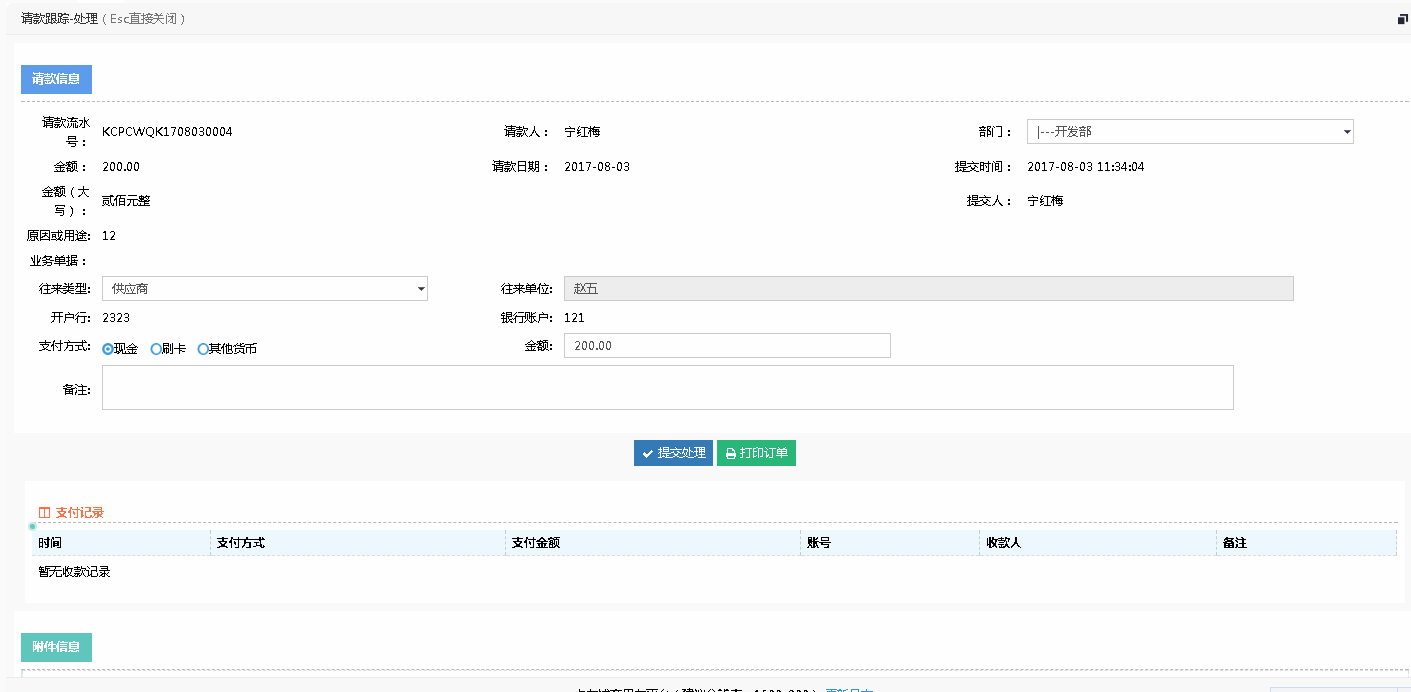 请款跟踪-处理（Esc直接关闭）
请款信息
请款流水号： KCPCWQK1708030004 请款人： 宁红梅 部门： |---开发部
金额： 200.00 请款日期： 2017-08-03 提交时间： 2017-08-03 11:34:04
金额（大写）： 贰佰元整 提交人： 宁红梅
原因或用途: 12
业务单据：
往来类型: 供应商 往来单位: 赵五
开户行: 2323 银行账户: 121
支付方式: 现金 刷卡 其他货币 金额: 200.00
备注:
提交处理 打印订单
支付记录
时间 支付方式 支付金额 账号 收款人 备注
暂无收款记录
附件信息